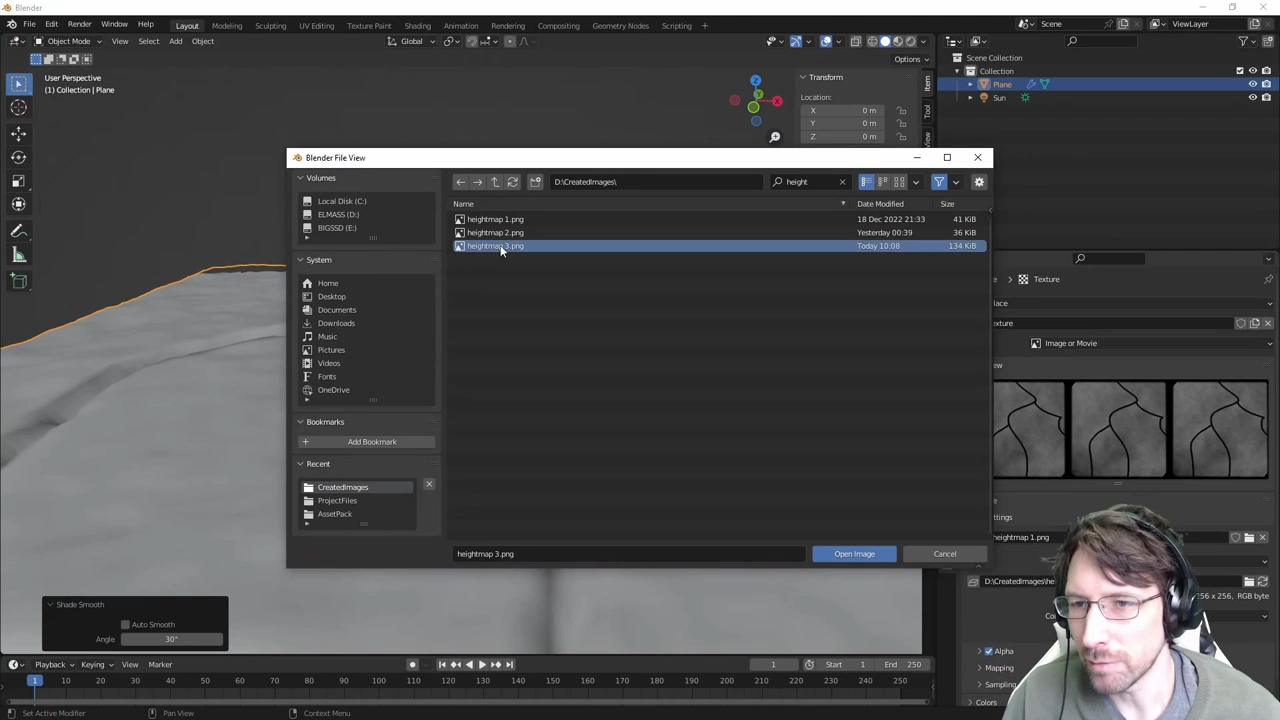 Blender
File Edit Render Window Help Layout Modeling Sculpting UV Editing Texture Paint Shading Animation Rendering Compositing Geometry Nodes Scripting + Scene ViewLayer
Object Mode View Select Add Object Global
Options
User Perspective
(1) Collection | Plane
Z
Y
X
Transform
Location:
X 0 m
Y 0 m
Z 0 m
Item
Tool
View
Scene Collection
Collection
Plane
Sun
Blender File View
Volumes
Local Disk (C:)
ELMASS (D:)
BIGSSD (E:)
System
Home
Desktop
Documents
Downloads
Music
Pictures
Videos
Fonts
OneDrive
Bookmarks
Add Bookmark
Recent
CreatedImages
ProjectFiles
AssetPack
D:\CreatedImages\
height
Name Date Modified Size
heightmap 1.png 18 Dec 2022 21:33 41 KiB
heightmap 2.png Yesterday 00:39 36 KiB
heightmap 3.png Today 10:08 134 KiB
heightmap 3.png Open Image Cancel
Texture
Image or Movie
heightmap 1.png
256 x 256, RGB byte
Alpha
Mapping
Sampling
Colors
Shade Smooth
Auto Smooth
Angle 30°
Playback Keying View Marker 1 Start 1 End 250
1 10 20 30 40 50 60 70 80 90 100 110 120 130 140 150 160 170 180 190 200 210 220 230 240 250
Set Active Modifier Pan View Context Menu